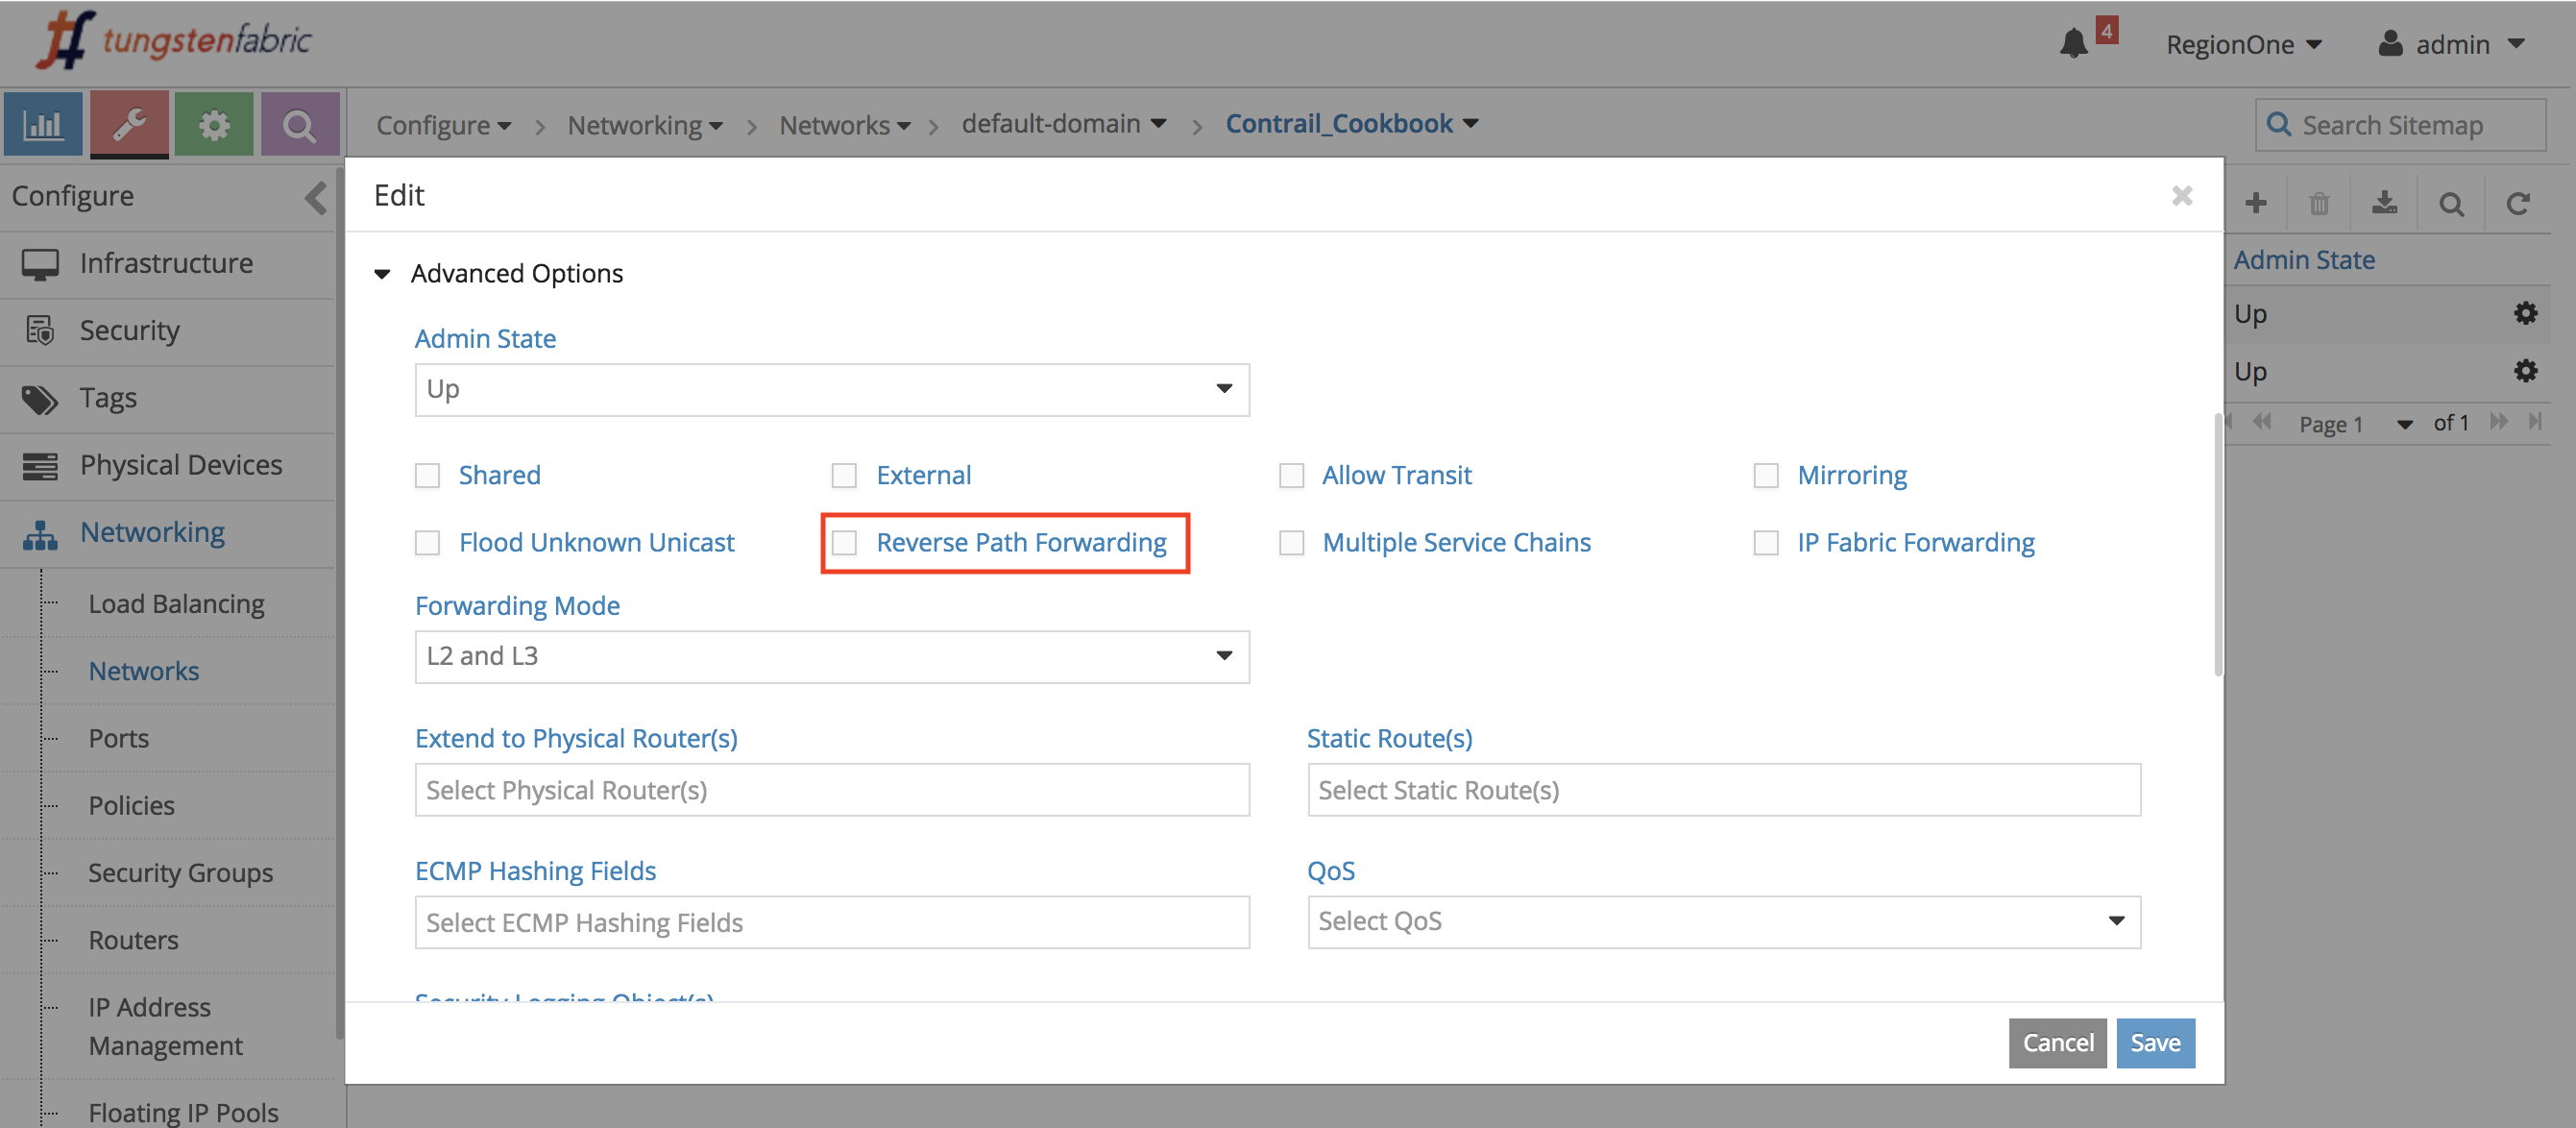 tungstenfabric
4
RegionOne
admin
Configure
Networking
Networks
default-domain
Contrail_Cookbook
Search Sitemap
Configure
Infrastructure
Security
Tags
Physical Devices
Networking
Load Balancing
Networks
Ports
Policies
Security Groups
Routers
IP Address
Management
Floating IP Pools
Edit
Advanced Options
Admin State
Up
Shared
External
Allow Transit
Mirroring
Flood Unknown Unicast
Reverse Path Forwarding
Multiple Service Chains
IP Fabric Forwarding
Forwarding Mode
L2 and L3
Extend to Physical Router(s)
Static Route(s)
Select Physical Router(s)
Select Static Route(s)
ECMP Hashing Fields
QoS
Select ECMP Hashing Fields
Select QoS
Security Logging Object(s)
Cancel
Save
Admin State
Up
Up
Page 1
of 1